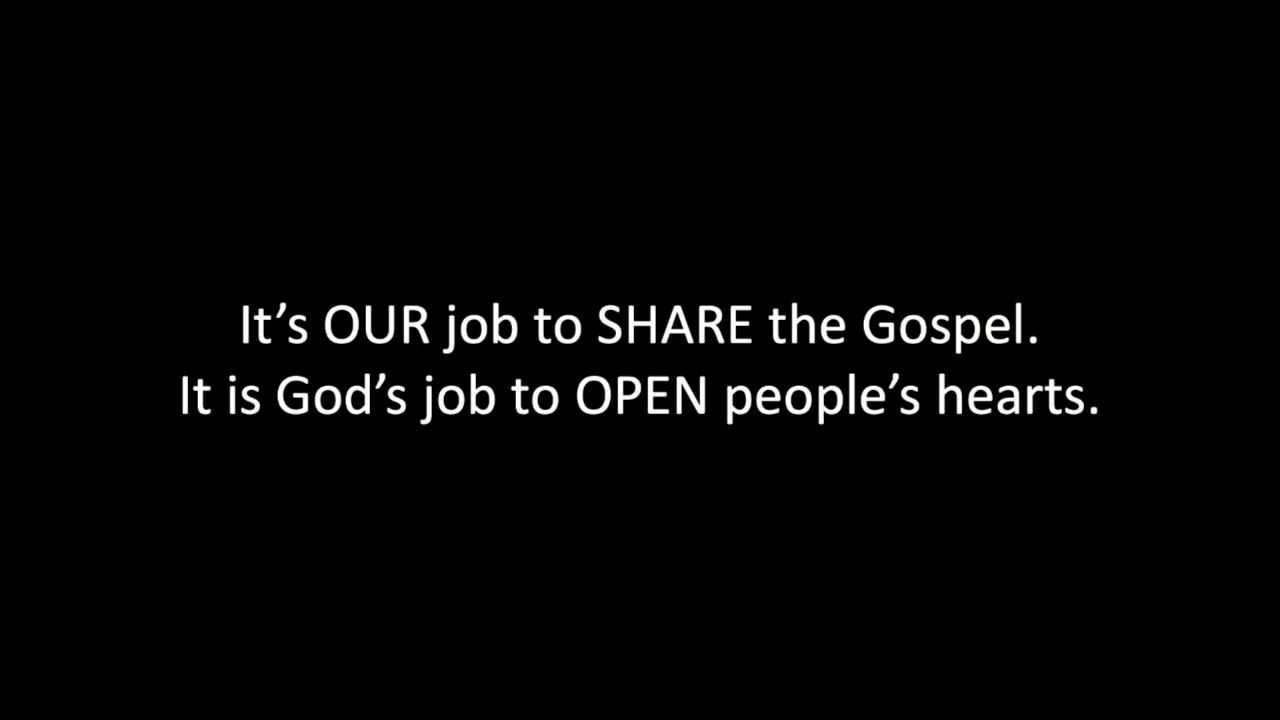 It’s OUR job to SHARE the Gospel.
It is God’s job to OPEN people’s hearts.